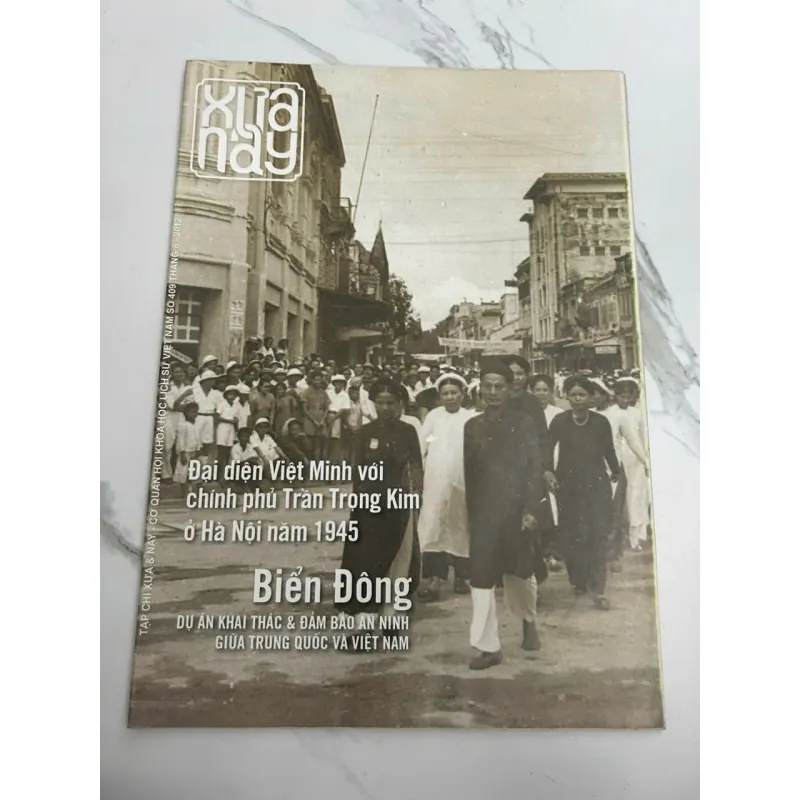 XƯA
NAY
TẠP CHÍ XƯA & NAY - CƠ QUAN HỘI KHOA HỌC LỊCH SỬ VIỆT NAM SỐ 409 THÁNG 8 - 2012
Đại diện Việt Minh với
chính phủ Trần Trọng Kim
ở Hà Nội năm 1945
Biển Đông
DỰ ÁN KHAI THÁC & ĐẢM BẢO AN NINH
GIỮA TRUNG QUỐC VÀ VIỆT NAM